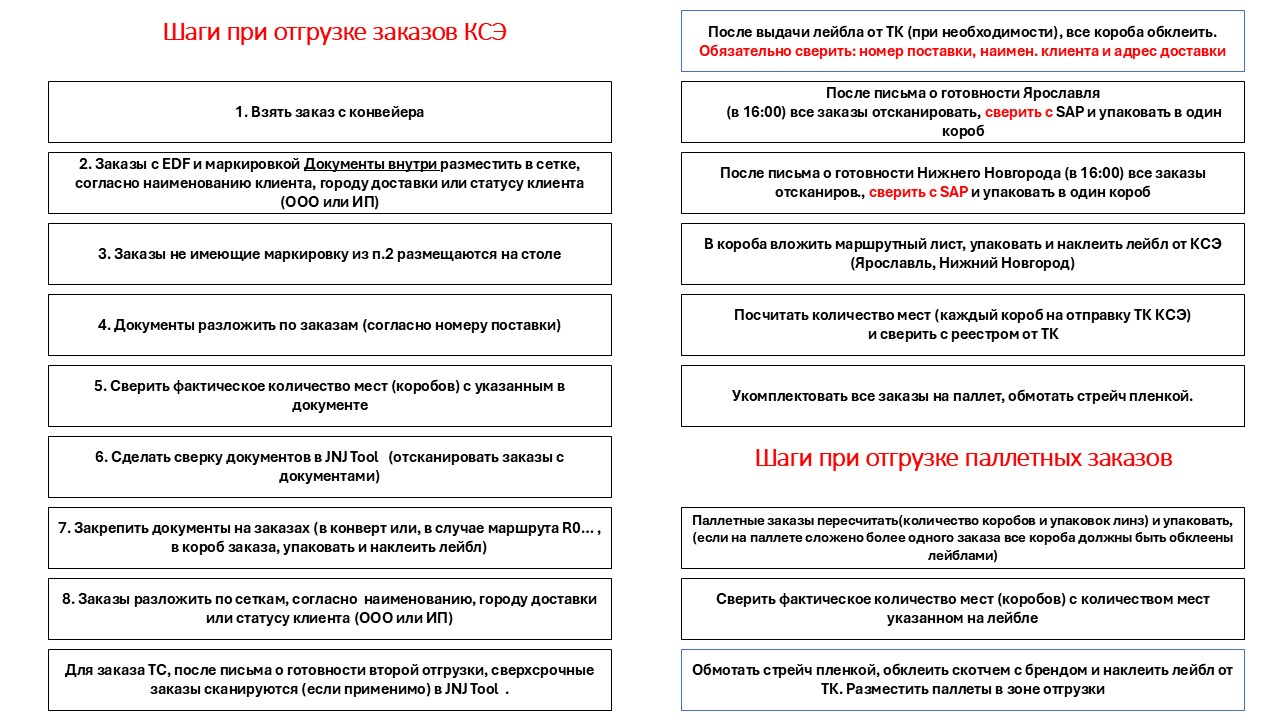 Шаги при отгрузке заказов КСЭ
1. Взять заказ с конвейера
2. Заказы с EDF и маркировкой Документы внутри разместить в сетке,
согласно наименованию клиента, городу доставки или статусу клиента
(ООО или ИП)
3. Заказы не имеющие маркировку из п.2 размещаются на столе
4. Документы разложить по заказам (согласно номеру поставки)
5. Сверить фактическое количество мест (коробов) с указанным в
документе
6. Сделать сверку документов в JNJ Tool (отсканировать заказы с
документами)
7. Закрепить документы на заказах (в конверт или, в случае маршрута R0... ,
в короб заказа, упаковать и наклеить лейбл)
8. Заказы разложить по сеткам, согласно наименованию, городу доставки
или статусу клиента (ООО или ИП)
Для заказа ТС, после письма о готовности второй отгрузки, сверхсрочные
заказы сканируются (если применимо) в JNJ Tool .
После выдачи лейбла от ТК (при необходимости), все короба обклеить.
Обязательно сверить: номер поставки, наимен. клиента и адрес доставки
После письма о готовности Ярославля
(в 16:00) все заказы отсканировать, сверить с SAP и упаковать в один
короб
После письма о готовности Нижнего Новгорода (в 16:00) все заказы
отсканиров., сверить с SAP и упаковать в один короб
В короба вложить маршрутный лист, упаковать и наклеить лейбл от КСЭ
(Ярославль, Нижний Новгород)
Посчитать количество мест (каждый короб на отправку ТК КСЭ)
и сверить с реестром от ТК
Укомплектовать все заказы на паллет, обмотать стрейч пленкой.
Шаги при отгрузке паллетных заказов
Паллетные заказы пересчитать(количество коробов и упаковок линз) и упаковать,
(если на паллете сложено более одного заказа все короба должны быть обклеены
лейблами)
Сверить фактическое количество мест (коробов) с количеством мест
указанном на лейбле
Обмотать стрейч пленкой, обклеить скотчем с брендом и наклеить лейбл от
ТК. Разместить паллеты в зоне отгрузки